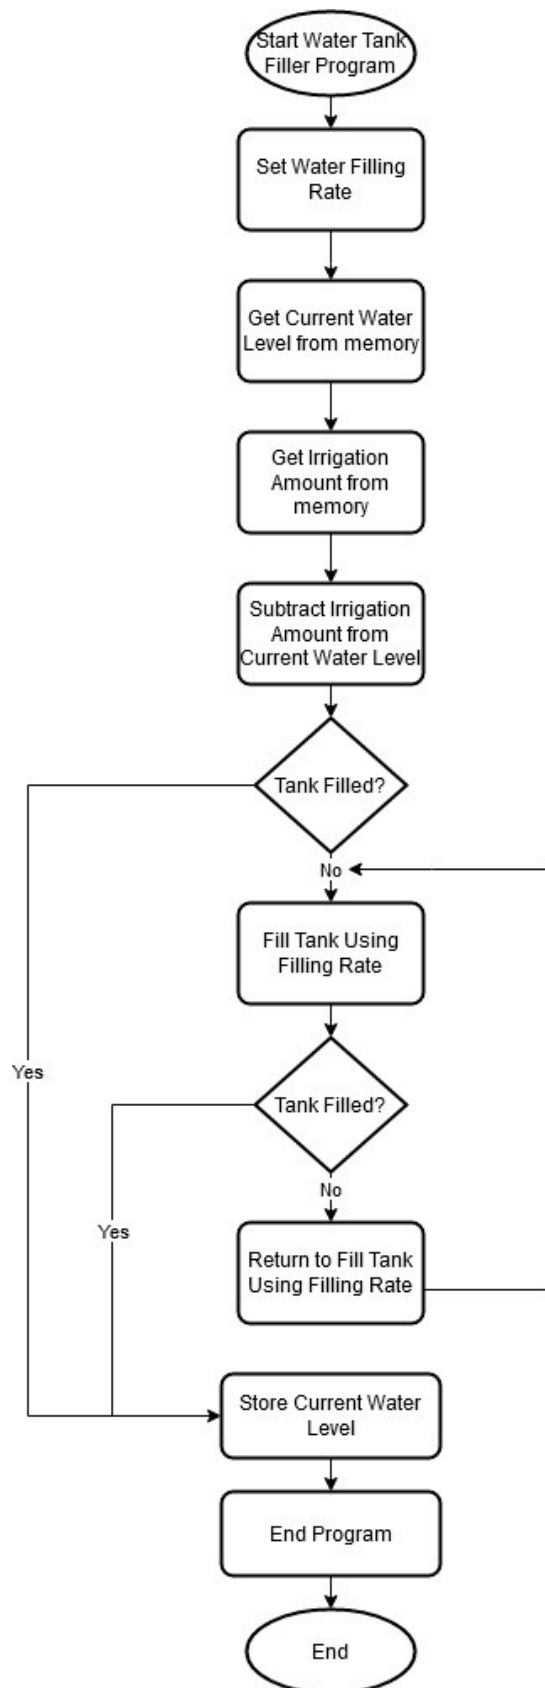 Start Water Tank
Filler Program
Set Water Filling
Rate
Get Current Water
Level from memory
Get Irrigation
Amount from
memory
Subtract Irrigation
Amount from
Current Water Level
Tank Filled?
No
Fill Tank Using
Filling Rate
Yes
Tank Filled?
No
Yes
Return to Fill Tank
Using Filling Rate
Store Current Water
Level
End Program
End